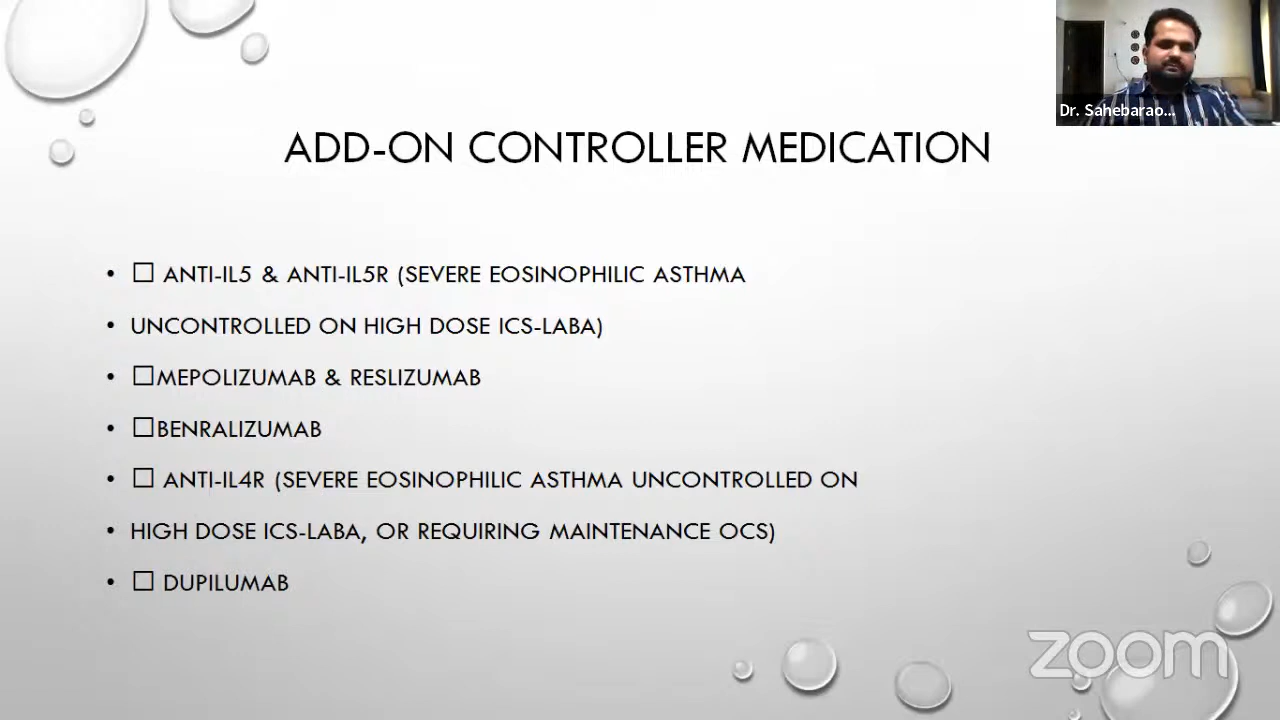 Dr. Sahebarao...
ADD-ON CONTROLLER MEDICATION
• ☐ ANTI-IL5 & ANTI-IL5R (SEVERE EOSINOPHILIC ASTHMA
• UNCONTROLLED ON HIGH DOSE ICS-LABA)
• ☐MEPOLIZUMAB & RESLIZUMAB
• ☐BENRALIZUMAB
• ☐ ANTI-IL4R (SEVERE EOSINOPHILIC ASTHMA UNCONTROLLED ON
• HIGH DOSE ICS-LABA, OR REQUIRING MAINTENANCE OCS)
• ☐ DUPILUMAB
zoom